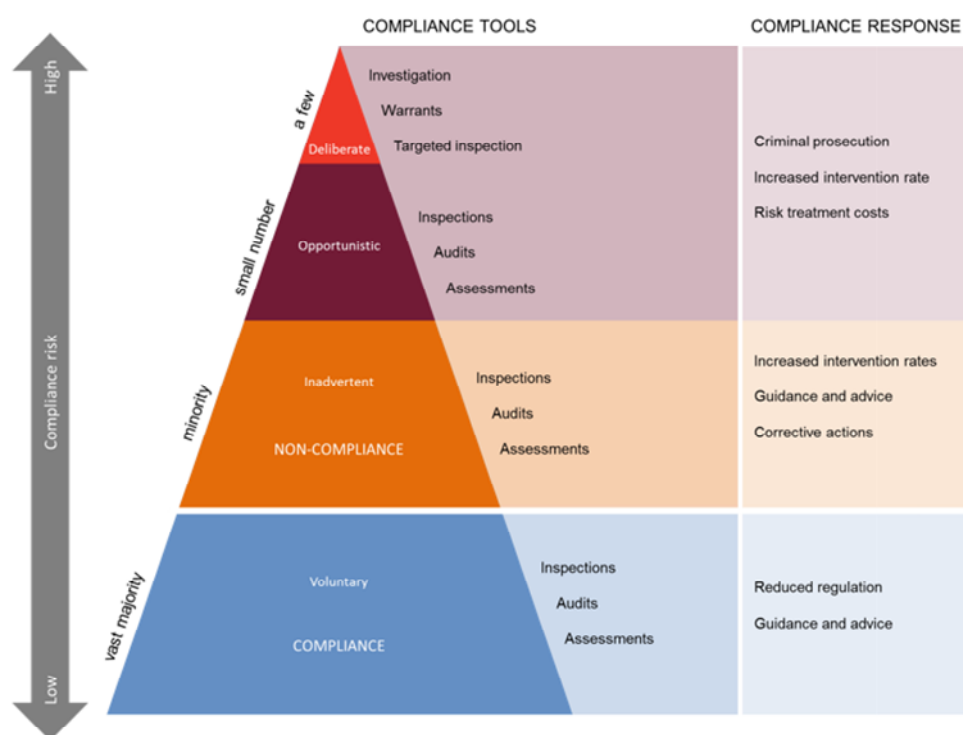 COMPLIANCE TOOLS
COMPLIANCE RESPONSE
High
Compliance risk
Low
a few
small number
minority
vast majority
Deliberate
Opportunistic
Inadvertent
NON-COMPLIANCE
Voluntary
COMPLIANCE
Investigation
Warrants
Targeted inspection
Inspections
Audits
Assessments
Inspections
Audits
Assessments
Inspections
Audits
Assessments
Criminal prosecution
Increased intervention rate
Risk treatment costs
Increased intervention rates
Guidance and advice
Corrective actions
Reduced regulation
Guidance and advice